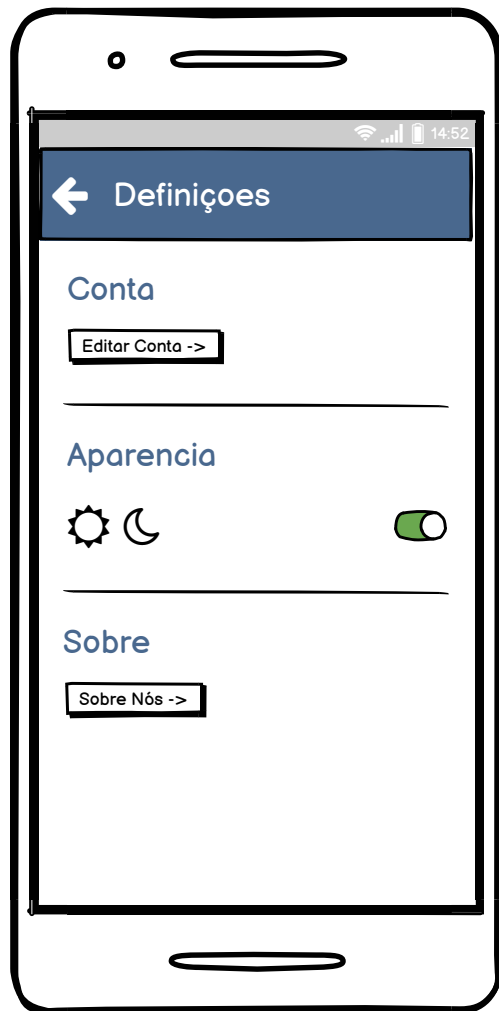 14:52
Definiçoes
Conta
Editar Conta ->
Aparencia
Sobre
Sobre Nós ->